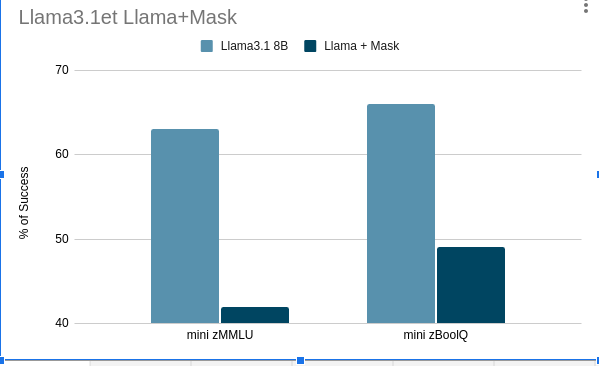 Llama3.1et Llama+Mask
Llama3.1 8B
Llama + Mask
70
60
50
40
% of Success
mini zMMLU
mini zBoolQ